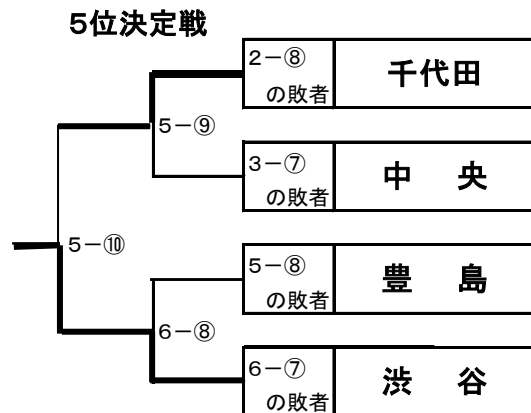 5位決定戦
2－⑧
の敗者
千代田
5－⑨
3－⑦
の敗者
中 央
5－⑩
5－⑧
の敗者
豊 島
6－⑧
6－⑦
の敗者
渋 谷